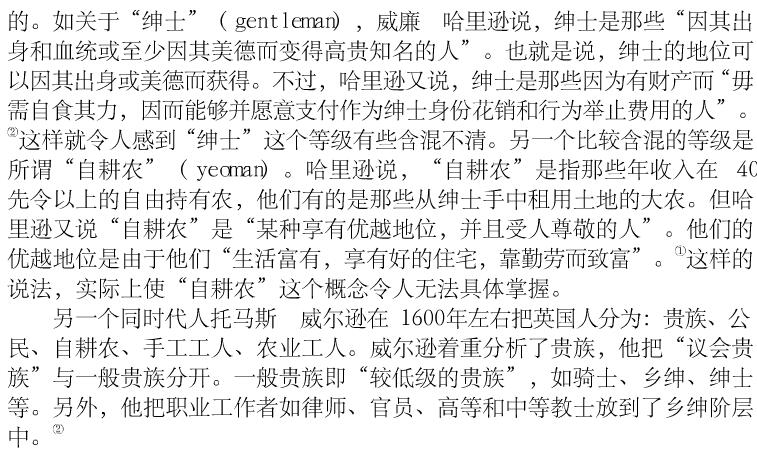 的。如关于“绅士”（gentleman），威廉　哈里逊说，绅士是那些“因其出
身和血统或至少因其美德而变得高贵知名的人”。也就是说，绅士的地位可
以因其出身或美德而获得。不过，哈里逊又说，绅士是那些因为有财产而“毋
需自食其力，因而能够并愿意支付作为绅士身份花销和行为举止费用的人”。
②这样就令人感到“绅士”这个等级有些含混不清。另一个比较含混的等级是
所谓“自耕农”（yeoman）。哈里逊说，“自耕农”是指那些年收入在 40
先令以上的自由持有农，他们有的是那些从绅士手中租用土地的大农。但哈
里逊又说“自耕农”是“某种享有优越地位，并且受人尊敬的人”。他们的
优越地位是由于他们“生活富有，享有好的住宅，靠勤劳而致富”。①这样的
说法，实际上使“自耕农”这个概念令人无法具体掌握。
另一个同时代人托马斯　威尔逊在 1600年左右把英国人分为：贵族、公
民、自耕农、手工工人、农业工人。威尔逊着重分析了贵族，他把“议会贵
族”与一般贵族分开。一般贵族即“较低级的贵族”，如骑士、乡绅、绅士
等。另外，他把职业工作者如律师、官员、高等和中等教士放到了乡绅阶层
中。②